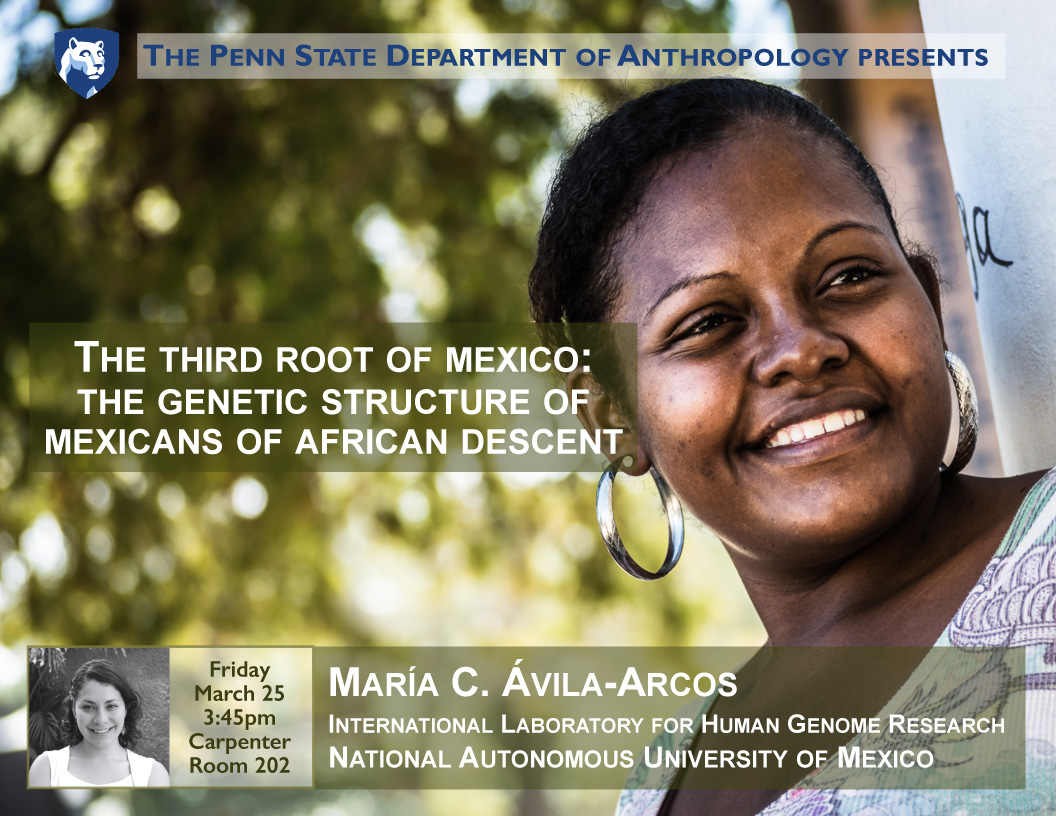 THE PENN STATE DEPARTMENT OF ANTHROPOLOGY PRESENTS
ga
THE THIRD ROOT OF MEXICO:
THE GENETIC STRUCTURE OF
MEXICANS OF AFRICAN DESCENT
Friday
March 25
3:45pm
Carpenter
Room 202
MARÍA C. ÁVILA-ARCOS
INTERNATIONAL LABORATORY FOR HUMAN GENOME RESEARCH
NATIONAL AUTONOMOUS UNIVERSITY OF MEXICO